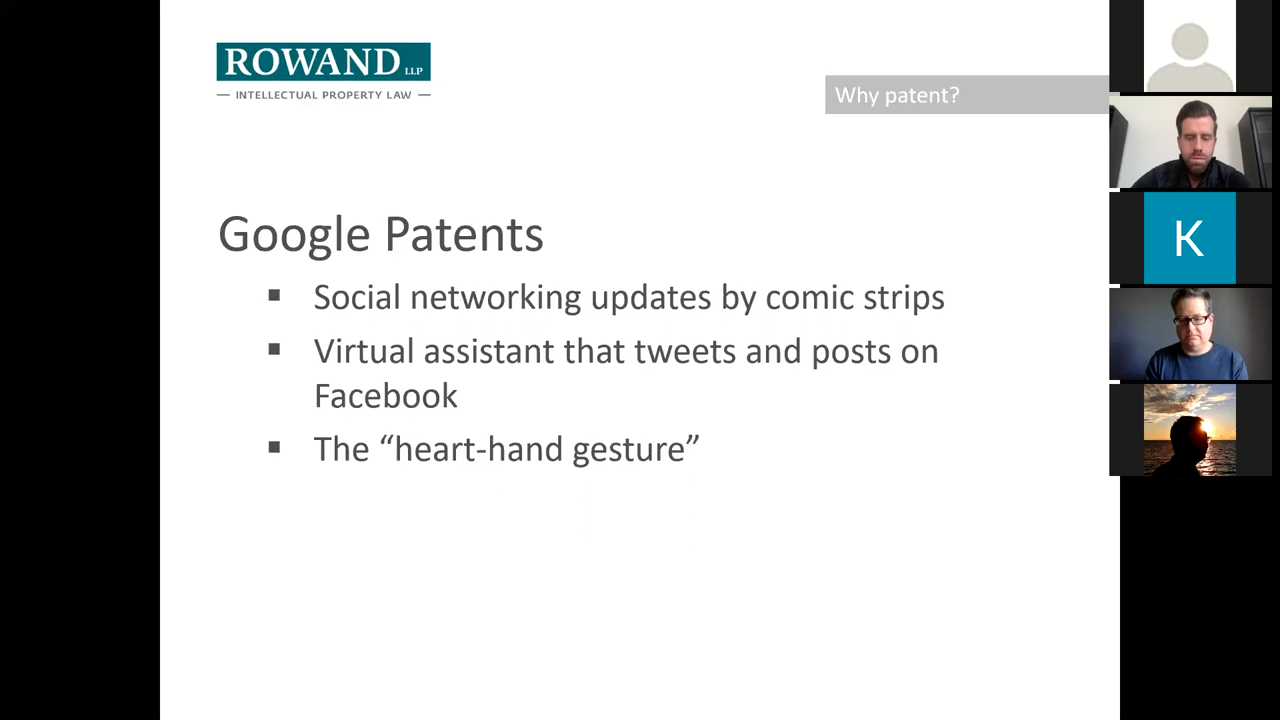 ROWAND LLP
INTELLECTUAL PROPERTY LAW
Why patent?
Google Patents
Social networking updates by comic strips
Virtual assistant that tweets and posts on
Facebook
The “heart-hand gesture”
K